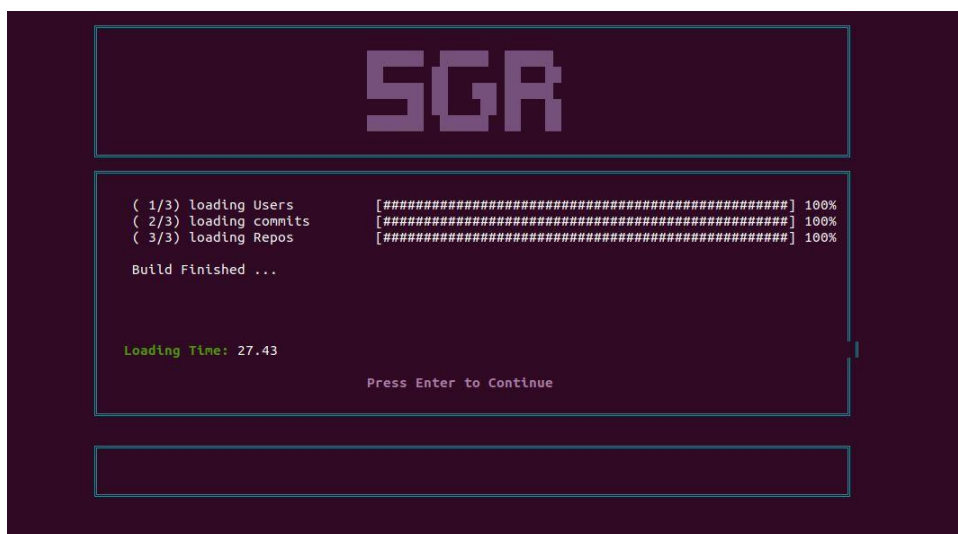 SGR
( 1/3) loading Users [##################################################] 100%
( 2/3) loading commits [##################################################] 100%
( 3/3) loading Repos [##################################################] 100%
Build Finished ...
Loading Time: 27.43
Press Enter to Continue